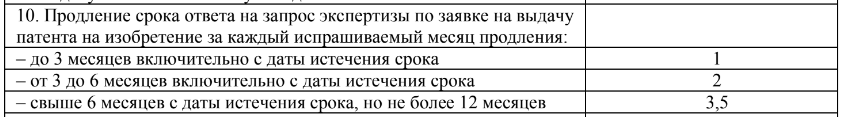 10. Продление срока ответа на запрос экспертизы по заявке на выдачу
патента на изобретение за каждый испрашиваемый месяц продления:
– до 3 месяцев включительно с даты истечения срока 1
– от 3 до 6 месяцев включительно с даты истечения срока 2
– свыше 6 месяцев с даты истечения срока, но не более 12 месяцев 3,5